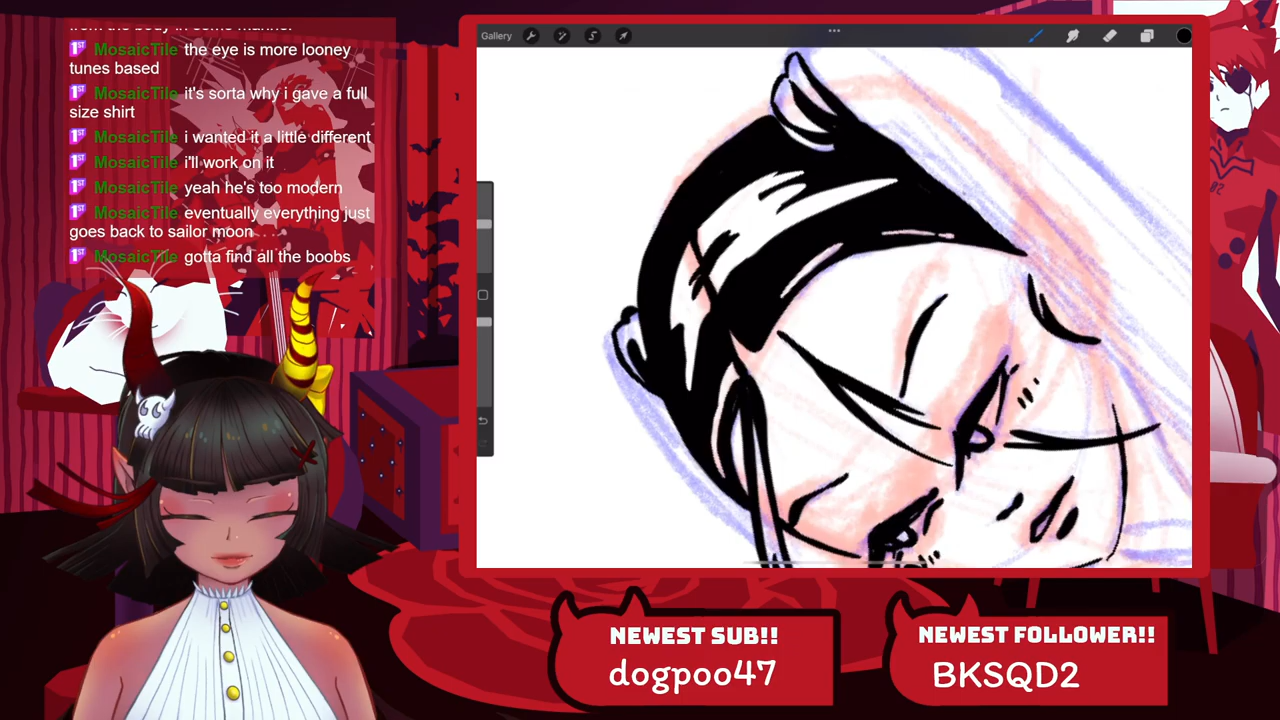 MosaicTile the eye is more looney
tunes based
MosaicTile it's sorta why i gave a full
size shirt
MosaicTile i wanted it a little different
MosaicTile i'll work on it
MosaicTile yeah he's too modern
MosaicTile eventually everything just
goes back to sailor moon
MosaicTile gotta find all the boobs
Gallery
NEWEST SUB!!
dogpoo47
NEWEST FOLLOWER!!
BKSQD2